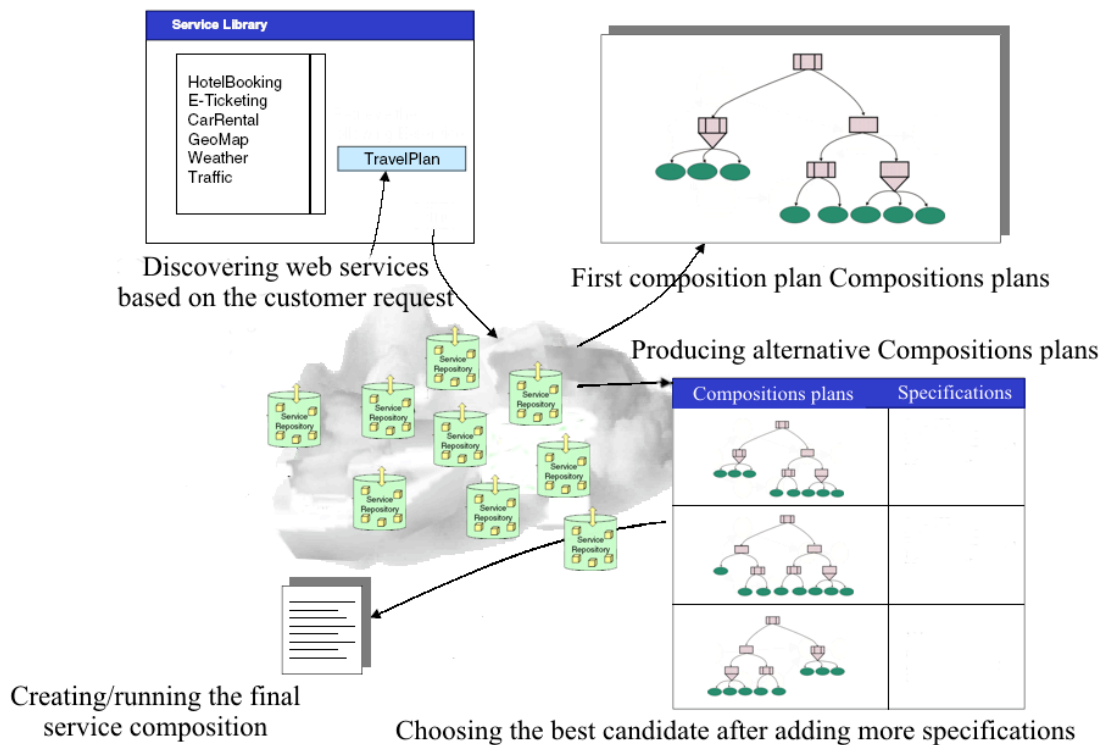 Service Library
HotelBooking
E-Ticketing
CarRental
GeoMap
Weather
Traffic
TravelPlan
Discovering web services
based on the customer request
First composition plan Compositions plans
Service
Repository
Service
Repository
Service
Repository
Service
Repository
Service
Repository
Service
Repository
Service
Repository
Service
Repository
Service
Repository
Producing alternative Compositions plans
Compositions plans
Specifications
Creating/running the final
service composition
Choosing the best candidate after adding more specifications